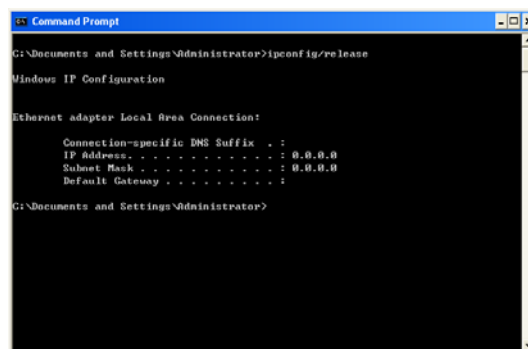 Command Prompt
C:\Documents and Settings\Administrator>ipconfig/release
Windows IP Configuration
Ethernet adapter Local Area Connection:
Connection-specific DNS Suffix . :
IP Address. . . . . . . . . . . . : 0.0.0.0
Subnet Mask . . . . . . . . . . . : 0.0.0.0
Default Gateway . . . . . . . . . :
C:\Documents and Settings\Administrator>